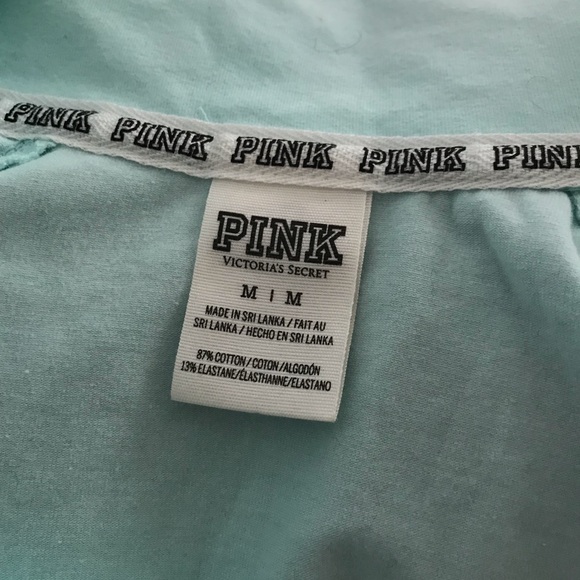 PINK PINK PINK PINK PINK
PINK
VICTORIA'S SECRET
M | M
MADE IN SRI LANKA / FAIT AU
SRI LANKA / HECHO EN SRI LANKA
87% COTTON / COTON / ALGODÓN
13% ELASTANE/ÉLASTHANNE/ELASTANO